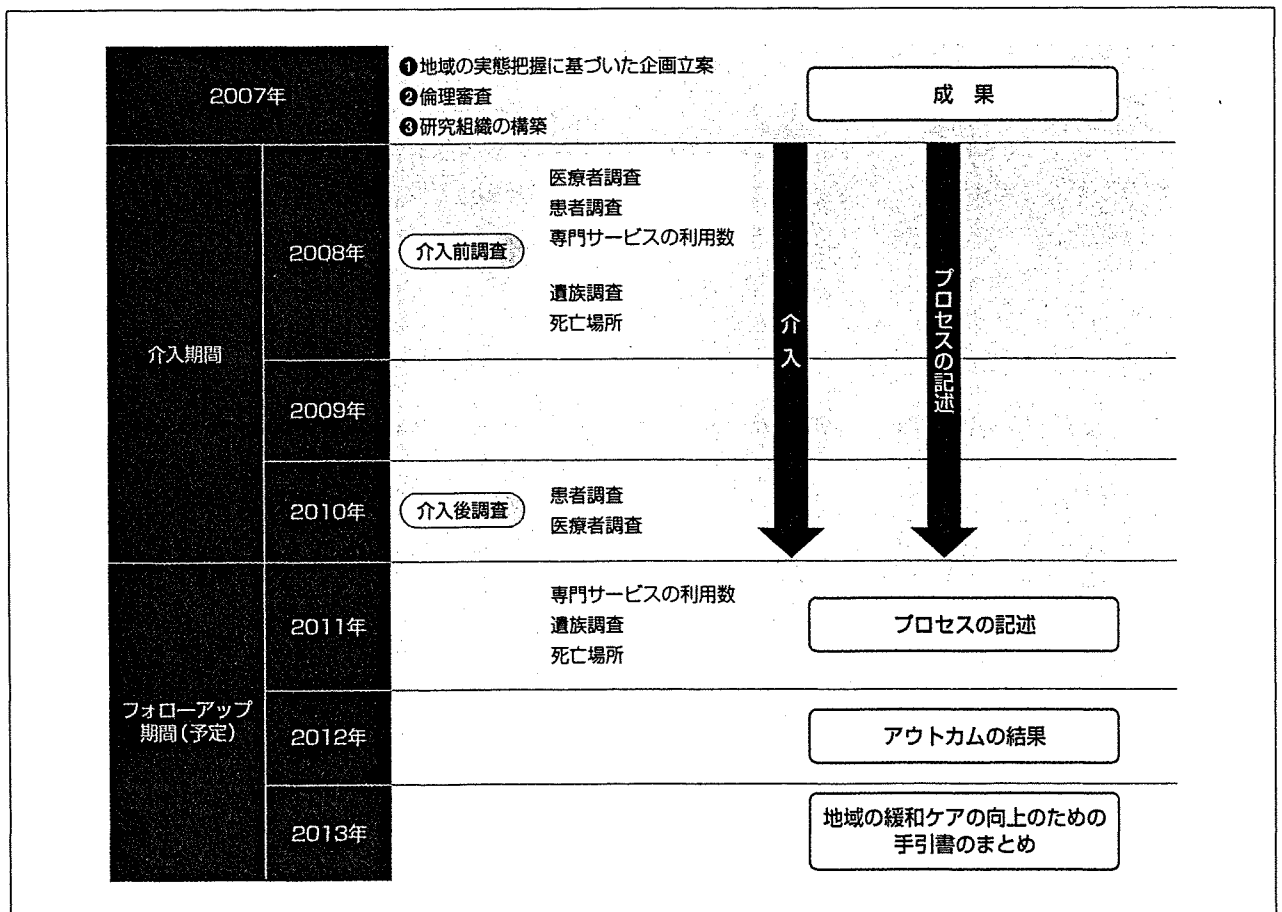 2007年
❶地域の実態把握に基づいた企画立案
❷倫理審査
❸研究組織の構築
成　果
介入期間
2008年
介入前調査
医療者調査
患者調査
専門サービスの利用数
遺族調査
死亡場所
介入
プロセスの記述
2009年
2010年
介入後調査
患者調査
医療者調査
フォローアップ
期間(予定)
2011年
専門サービスの利用数
遺族調査
死亡場所
プロセスの記述
2012年
アウトカムの結果
2013年
地域の緩和ケアの向上のための
手引書のまとめ